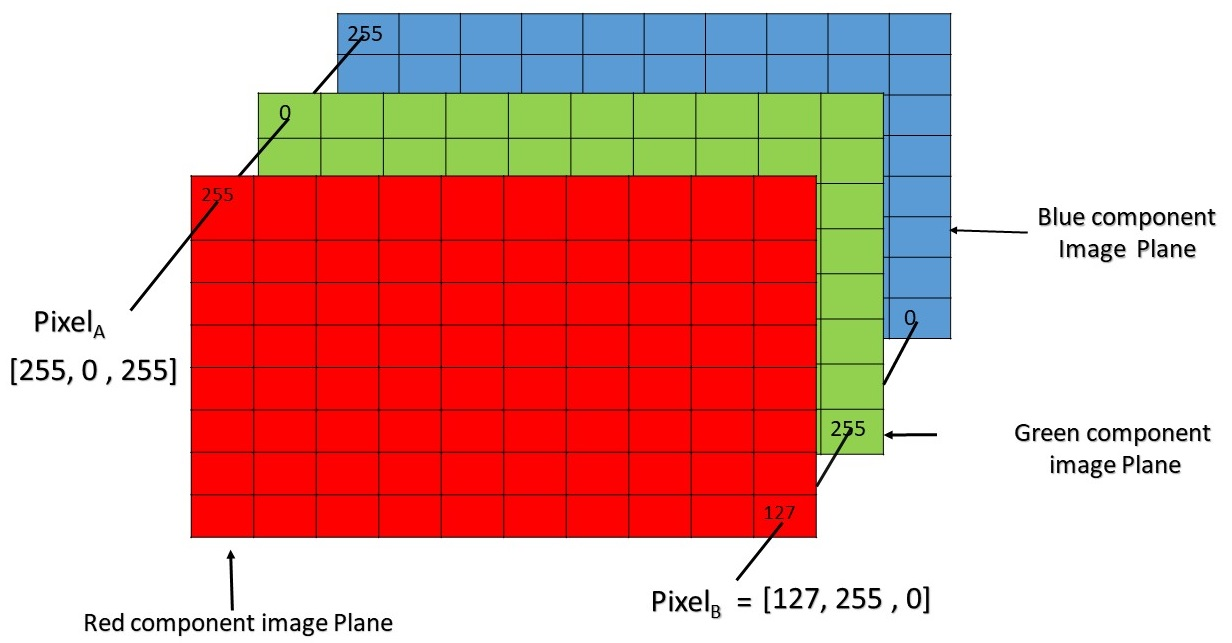 255
0
255
Blue component
Image Plane
Pixel_A
[255, 0 , 255]
0
255
Green component
image Plane
127
Pixel_B = [127, 255 , 0]
Red component image Plane